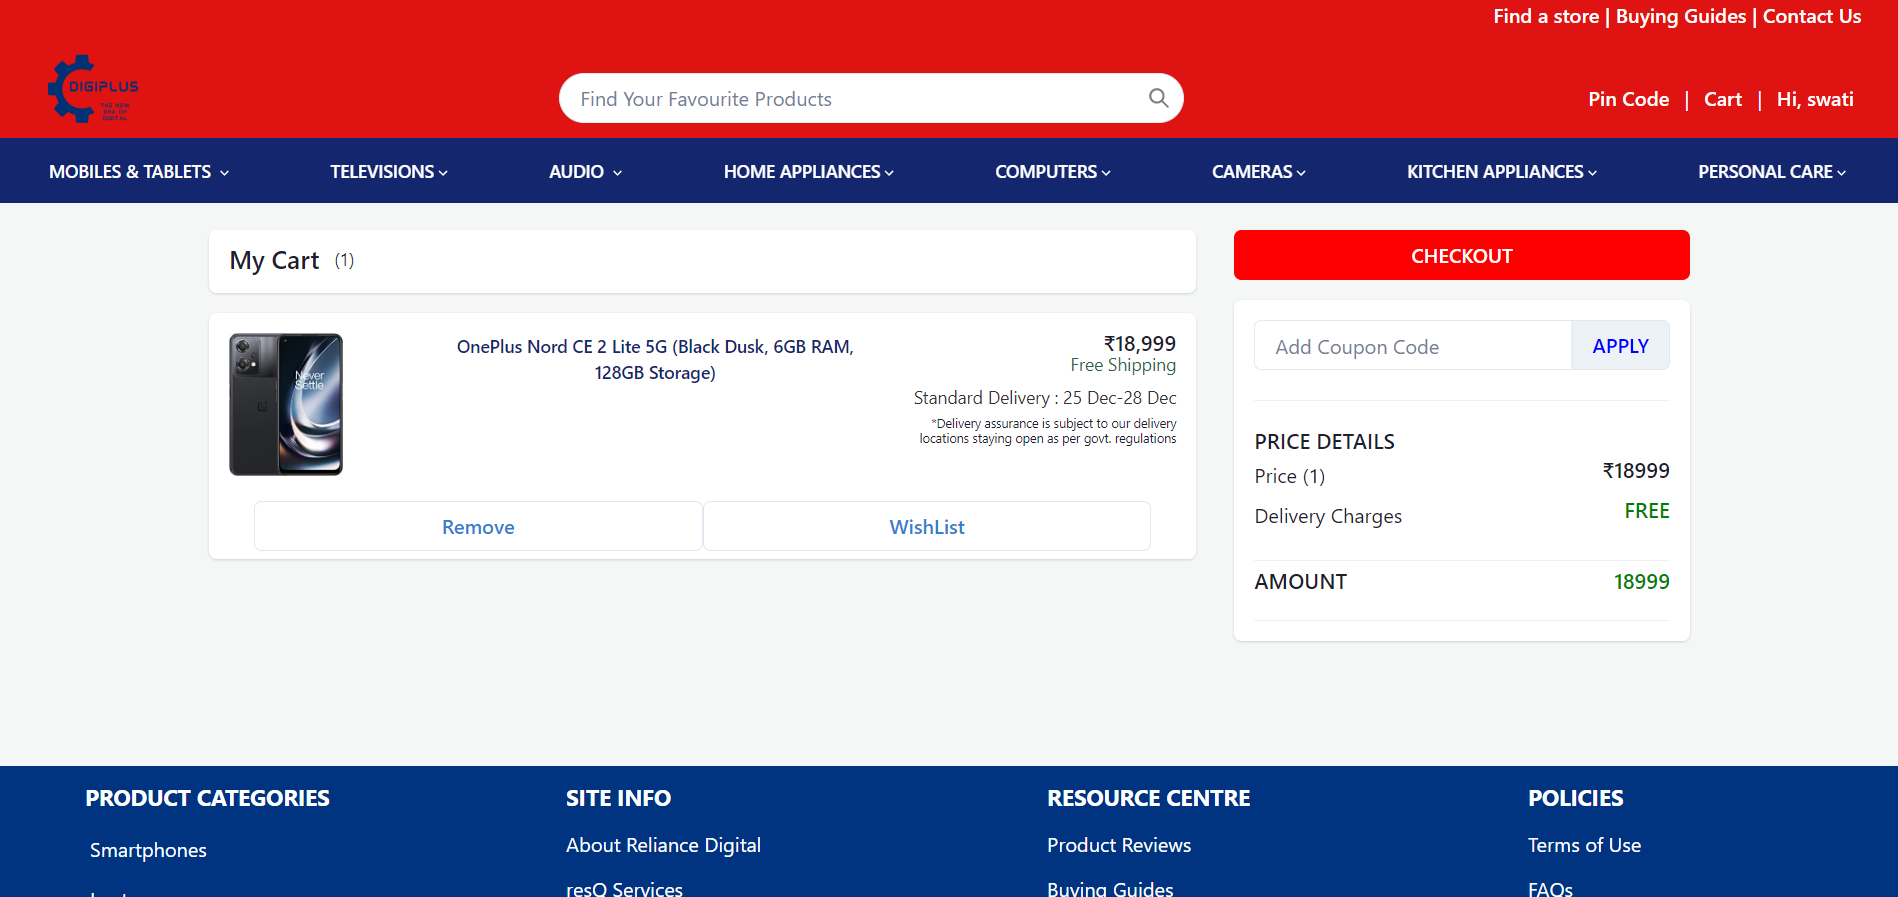 Find a store | Buying Guides | Contact Us
DIGIPLUS
THE NEW
ERA OF
DIGITAL
Find Your Favourite Products
Pin Code | Cart | Hi, swati
MOBILES & TABLETS TELEVISIONS AUDIO HOME APPLIANCES COMPUTERS CAMERAS KITCHEN APPLIANCES PERSONAL CARE
My Cart (1)
Never
Settle
OnePlus Nord CE 2 Lite 5G (Black Dusk, 6GB RAM,
128GB Storage)
₹18,999
Free Shipping
Standard Delivery : 25 Dec-28 Dec
*Delivery assurance is subject to our delivery
locations staying open as per govt. regulations
Remove
WishList
CHECKOUT
Add Coupon Code APPLY
PRICE DETAILS
Price (1) ₹18999
Delivery Charges FREE
AMOUNT 18999
PRODUCT CATEGORIES
Smartphones
SITE INFO
About Reliance Digital
resQ Services
RESOURCE CENTRE
Product Reviews
Buying Guides
POLICIES
Terms of Use
FAQs